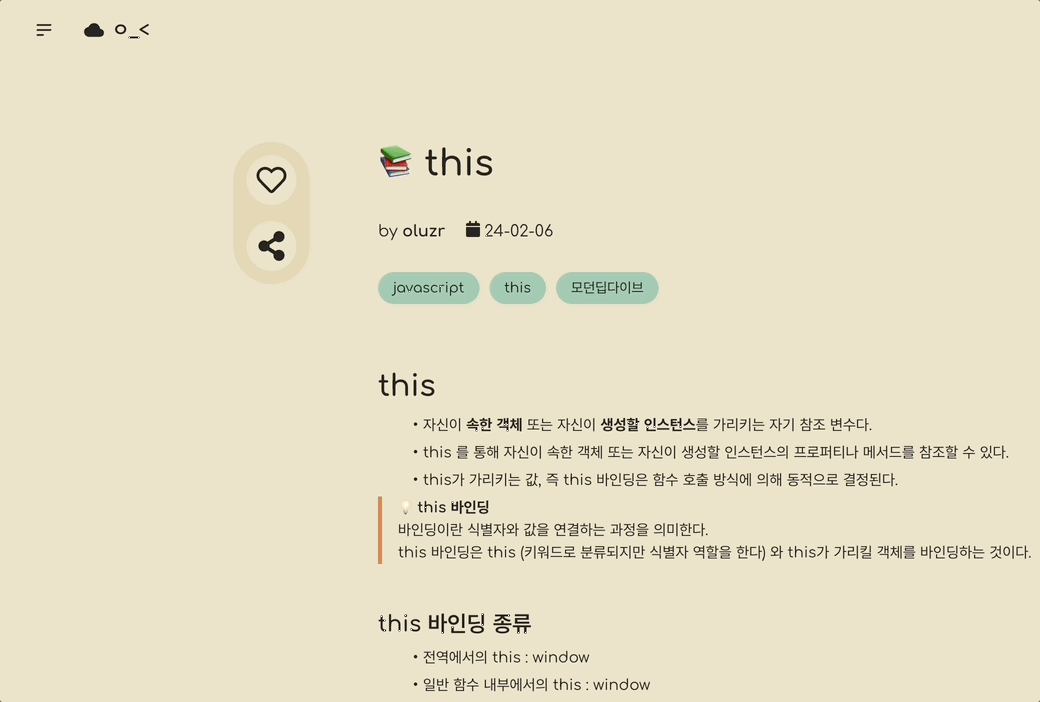 o_<
this
by oluzr 24-02-06
javascript this 모던딥다이브
this
• 자신이 속한 객체 또는 자신이 생성할 인스턴스를 가리키는 자기 참조 변수다.
• this 를 통해 자신이 속한 객체 또는 자신이 생성할 인스턴스의 프로퍼티나 메서드를 참조할 수 있다.
• this가 가리키는 값, 즉 this 바인딩은 함수 호출 방식에 의해 동적으로 결정된다.
this 바인딩
바인딩이란 식별자와 값을 연결하는 과정을 의미한다.
this 바인딩은 this (키워드로 분류되지만 식별자 역할을 한다) 와 this가 가리킬 객체를 바인딩하는 것이다.
this 바인딩 종류
• 전역에서의 this : window
• 일반 함수 내부에서의 this : window